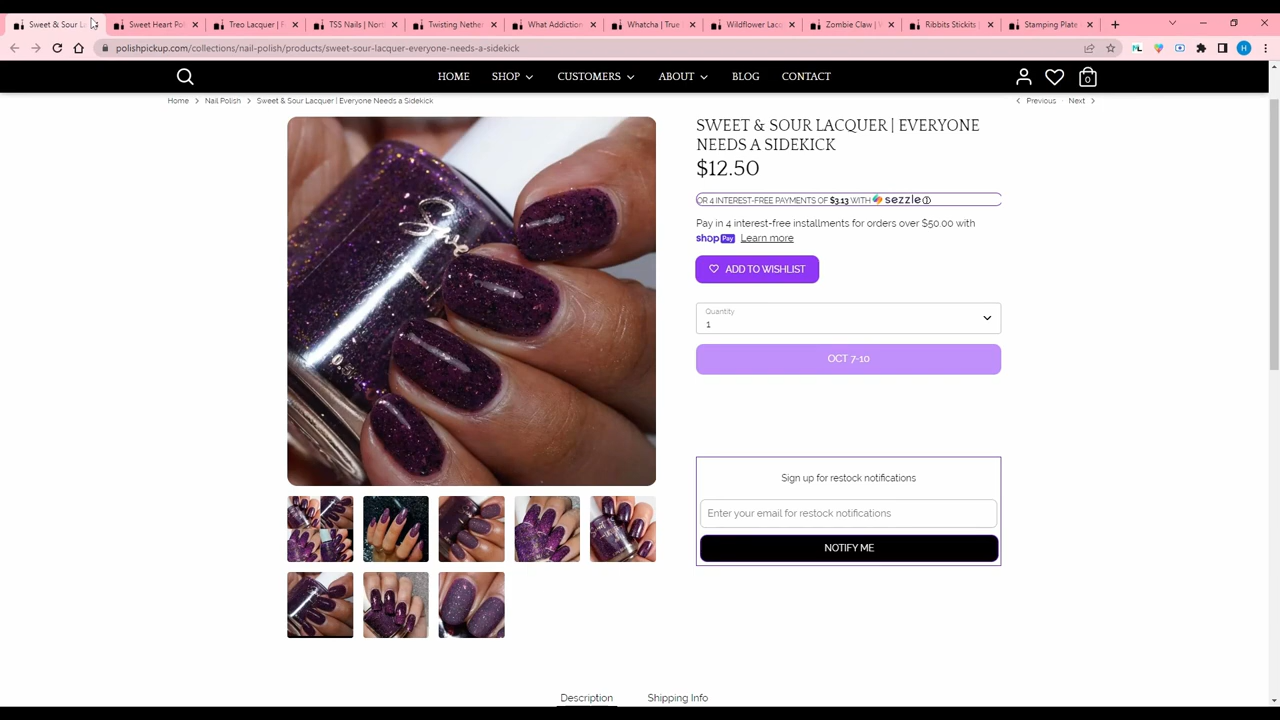 Sweet & Sour La
Sweet Heart Pol
Treo Lacquer | F
TSS Nails | Nort
Twisting Nether
What Addiction
Whatcha | True
Wildflower Lacq
Zombie Claw |
Ribbits Stickits |
Stamping Plate
polishpickup.com/collections/nail-polish/products/sweet-sour-lacquer-everyone-needs-a-sidekick
HOME SHOP CUSTOMERS ABOUT BLOG CONTACT
0
Home > Nail Polish > Sweet & Sour Lacquer | Everyone Needs a Sidekick
< Previous · Next >
SWEET & SOUR LACQUER | EVERYONE
NEEDS A SIDEKICK
$12.50
OR 4 INTEREST-FREE PAYMENTS OF $3.13 WITH sezzle
Pay in 4 interest-free installments for orders over $50.00 with
shop Pay Learn more
ADD TO WISHLIST
Quantity
1
OCT 7-10
Sign up for restock notifications
Enter your email for restock notifications
NOTIFY ME
Description Shipping Info